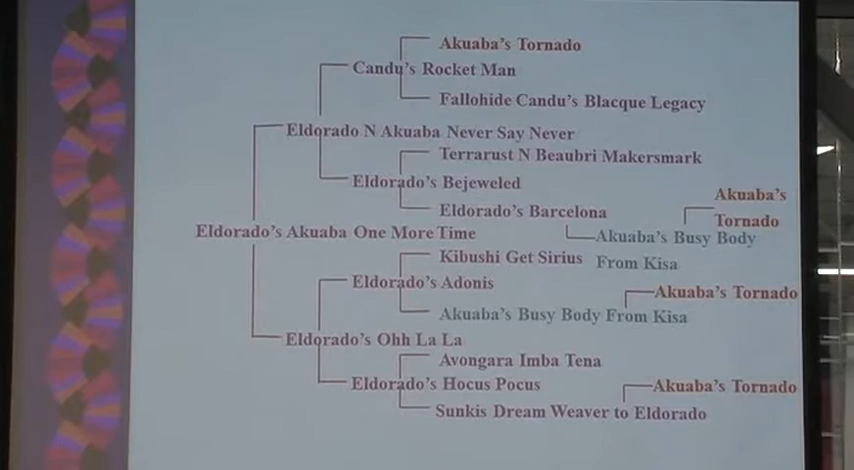 Akuaba's Tornado
Candu's Rocket Man
Fallohide Candu's Blacque Legacy
Eldorado N Akuaba Never Say Never
Terrarust N Beaubri Makersmark
Eldorado's Bejeweled
Akuaba's
Tornado
Eldorado's Barcelona
Akuaba's Busy Body
From Kisa
Eldorado's Akuaba One More Time
Kibushi Get Sirius
Eldorado's Adonis
Akuaba's Tornado
Akuaba's Busy Body From Kisa
Eldorado's Ohh La La
Avongara Imba Tena
Eldorado's Hocus Pocus
Akuaba's Tornado
Sunkis Dream Weaver to Eldorado